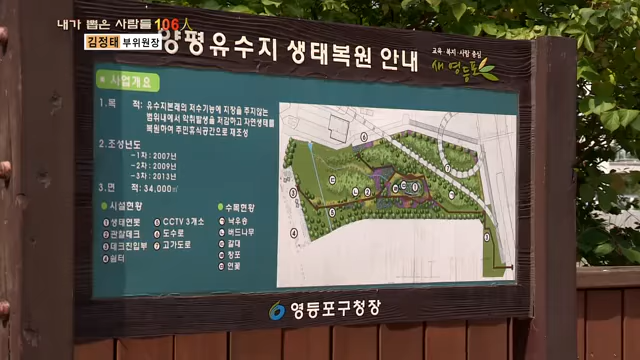 내가 뽑은 사람들 106人
김정태 부위원장
양평유수지 생태복원 안내
교육·복지·사람 중심
새 영등포
사업개요
1.목 적: 유수지본래의 저수기능에 지장을 주지않는
범위내에서 악취발생을 저감하고 자연생태를
복원하여 주민휴식공간으로 재조성
2.조성년도
-1차: 2007년
-2차: 2009년
-3차: 2013년
3.면 적: 34,000㎡
시설현황
1 생태연못
2 관찰데크
3 데크진입부
4 쉼터
5 CCTV 3개소
6 도수로
7 고가도로
수목현황
낙우송
버드나무
갈대
창포
연꽃
영등포구청장